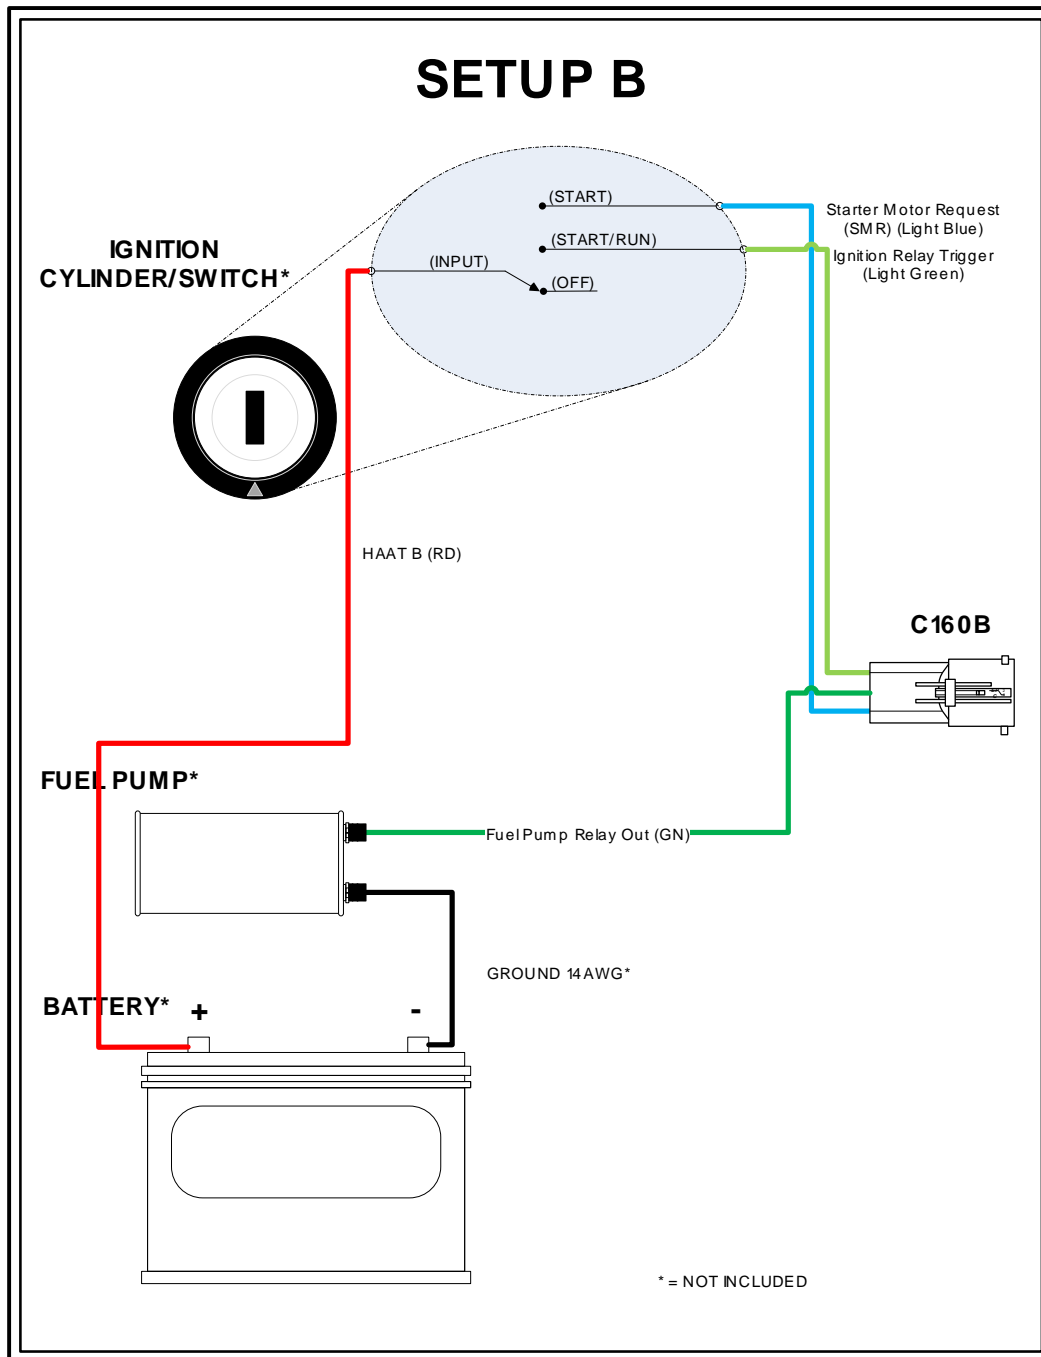 SETUP B
(START)
Starter Motor Request
(SMR) (Light Blue)
IGNITION
CYLINDER/SWITCH*
(START/RUN)
Ignition Relay Trigger
(Light Green)
(INPUT)
(OFF)
HAAT B (RD)
C160B
FUEL PUMP*
Fuel Pump Relay Out (GN)
GROUND 14AWG*
BATTERY*
+
-
* = NOT INCLUDED